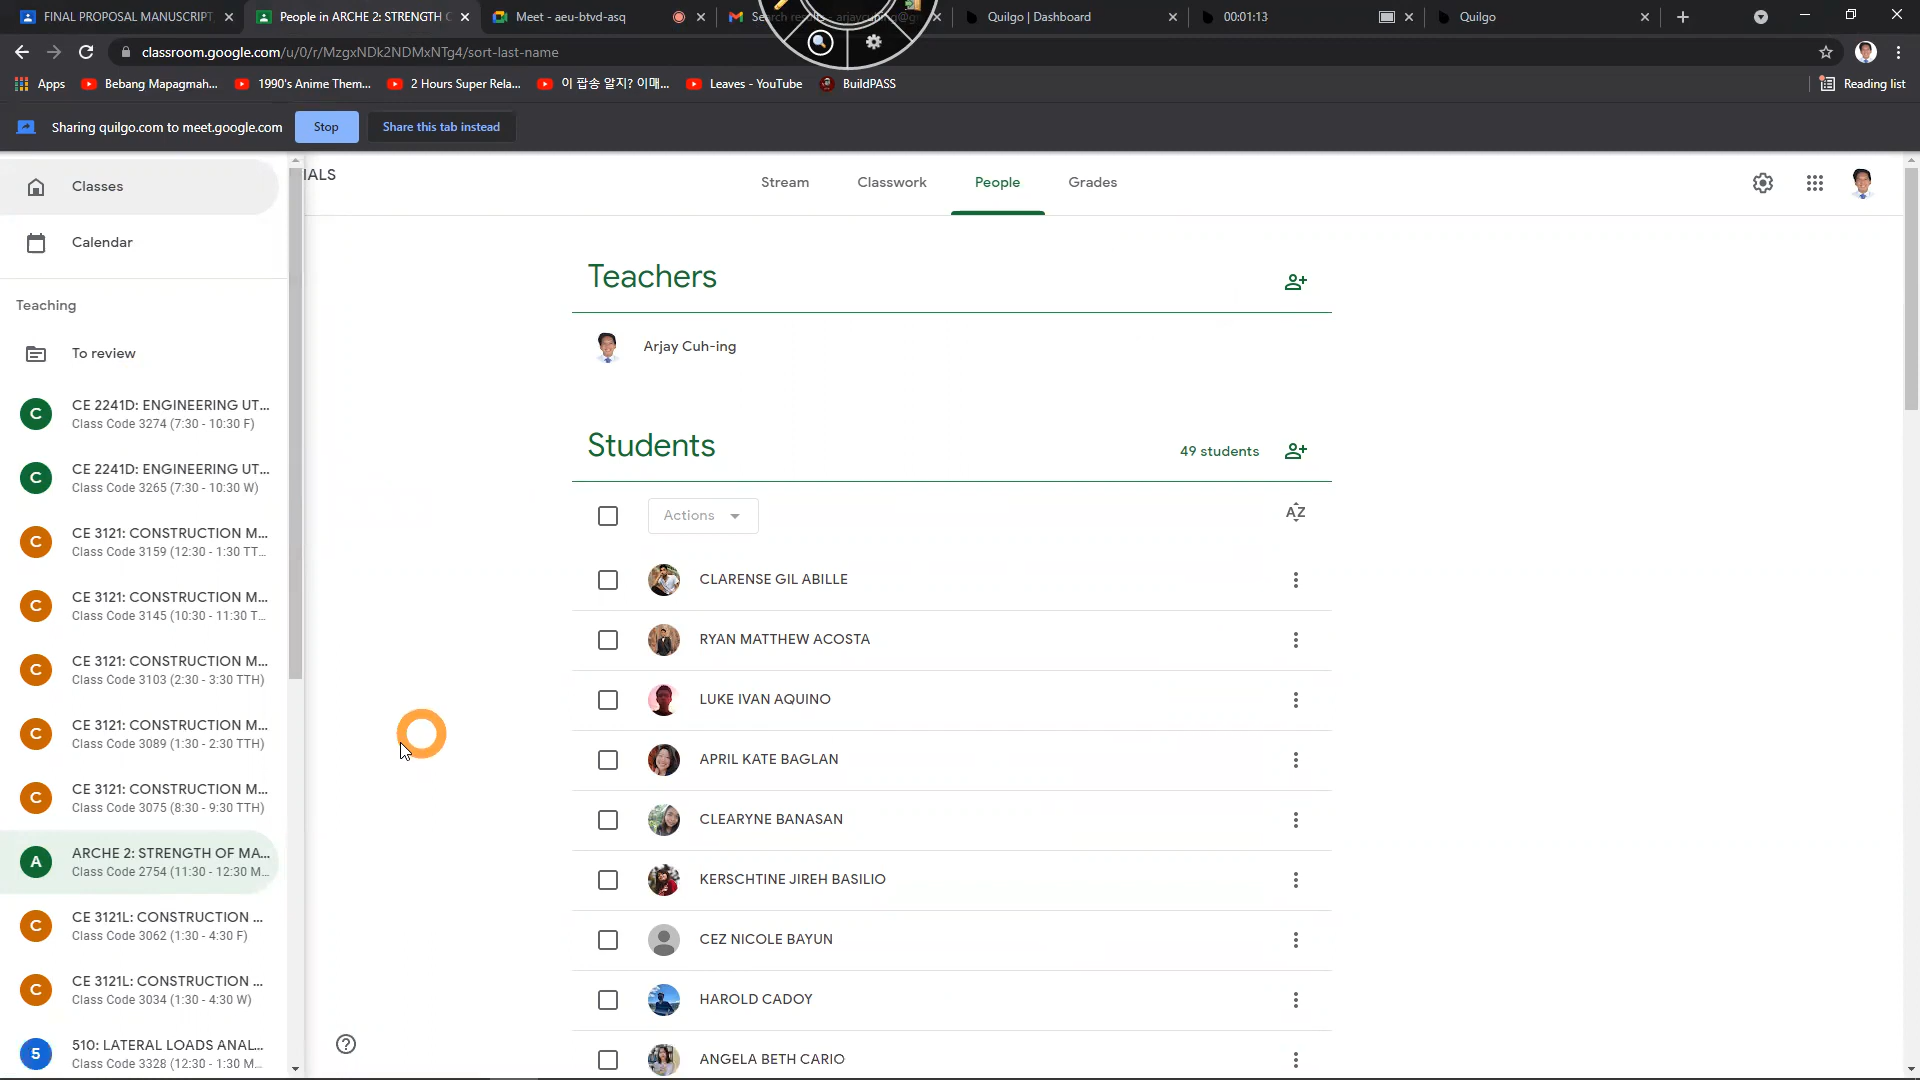 FINAL PROPOSAL MANUSCRIPT
People in ARCHE 2: STRENGTH
Meet - aeu-btvd-asq
Search results
Quilgo | Dashboard
00:01:13
Quilgo
classroom.google.com/u/0/r/MzgxNDk2NDMxNTg4/sort-last-name
Apps
Bebang Mapagmah...
1990's Anime Them...
2 Hours Super Rela...
이 팝송 알지? 이매...
Leaves - YouTube
BuildPASS
Reading list
Sharing quilgo.com to meet.google.com
Stop
Share this tab instead
Classes
IALS
Stream
Classwork
People
Grades
Calendar
Teaching
To review
C
CE 2241D: ENGINEERING UT...
Class Code 3274 (7:30 - 10:30 F)
C
CE 2241D: ENGINEERING UT...
Class Code 3265 (7:30 - 10:30 W)
C
CE 3121: CONSTRUCTION M...
Class Code 3159 (12:30 - 1:30 TT...
C
CE 3121: CONSTRUCTION M...
Class Code 3145 (10:30 - 11:30 T...
C
CE 3121: CONSTRUCTION M...
Class Code 3103 (2:30 - 3:30 TTH)
C
CE 3121: CONSTRUCTION M...
Class Code 3089 (1:30 - 2:30 TTH)
C
CE 3121: CONSTRUCTION M...
Class Code 3075 (8:30 - 9:30 TTH)
A
ARCHE 2: STRENGTH OF MA...
Class Code 2754 (11:30 - 12:30 M...
C
CE 3121L: CONSTRUCTION ...
Class Code 3062 (1:30 - 4:30 F)
C
CE 3121L: CONSTRUCTION ...
Class Code 3034 (1:30 - 4:30 W)
5
510: LATERAL LOADS ANAL...
Class Code 3328 (12:30 - 1:30 M...
Teachers
Arjay Cuh-ing
Students
49 students
Actions
AZ
CLARENSE GIL ABILLE
RYAN MATTHEW ACOSTA
LUKE IVAN AQUINO
APRIL KATE BAGLAN
CLEARYNE BANASAN
KERSCHTINE JIREH BASILIO
CEZ NICOLE BAYUN
HAROLD CADOY
ANGELA BETH CARIO